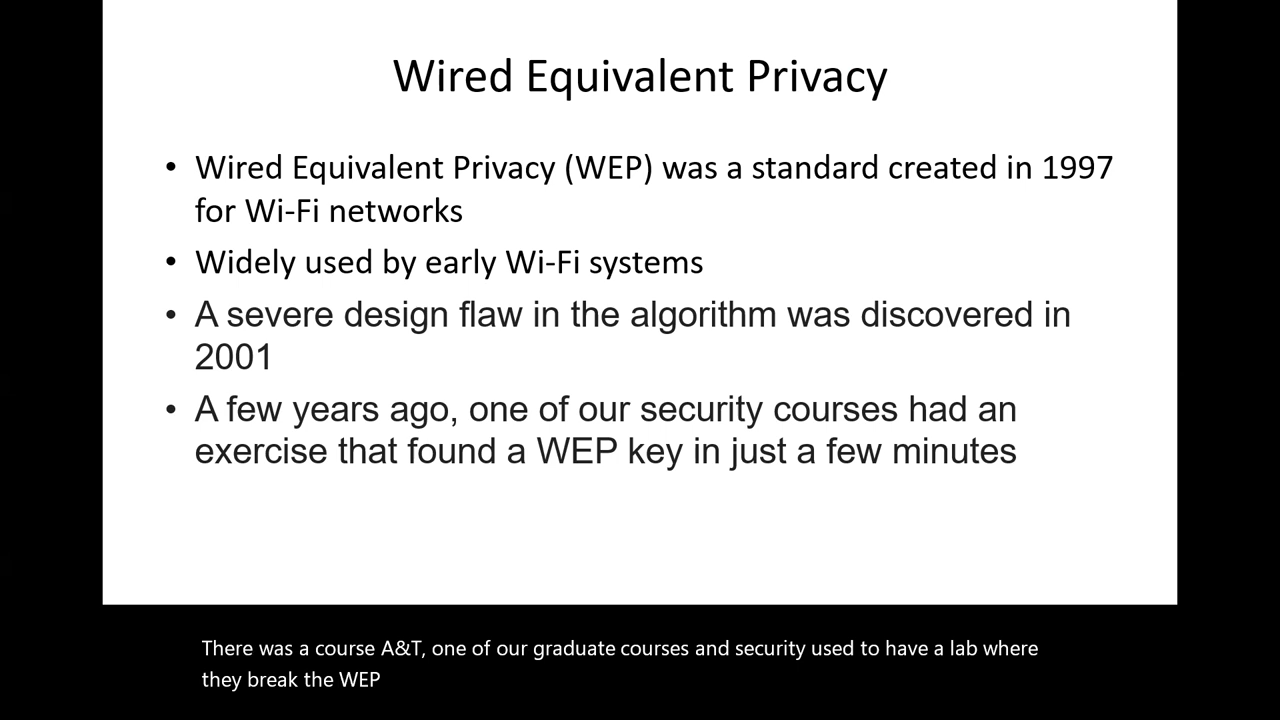 Wired Equivalent Privacy
• Wired Equivalent Privacy (WEP) was a standard created in 1997
for Wi-Fi networks
• Widely used by early Wi-Fi systems
• A severe design flaw in the algorithm was discovered in
2001
• A few years ago, one of our security courses had an
exercise that found a WEP key in just a few minutes
There was a course A&T, one of our graduate courses and security used to have a lab where
they break the WEP